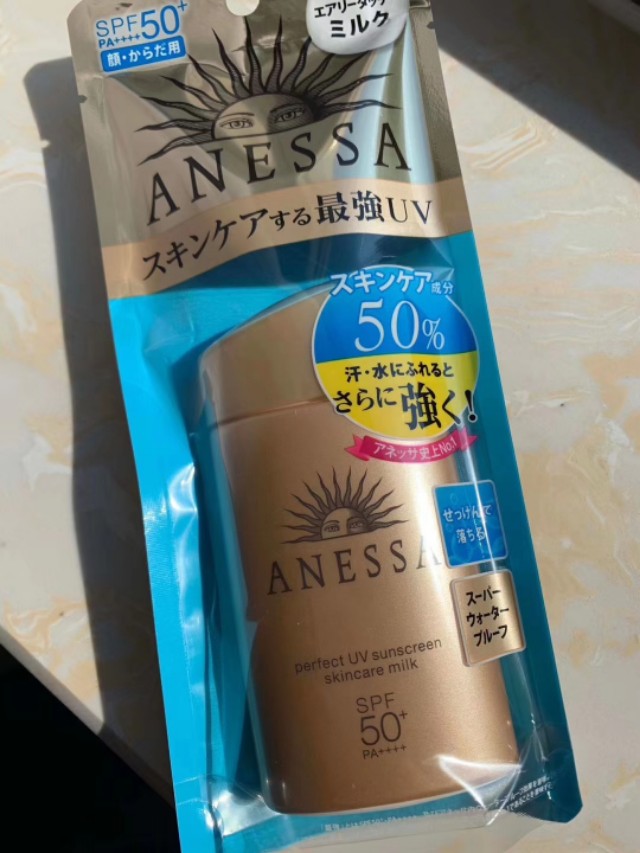 SPF50+
PA++++
顔・からだ用
エアリータッチ
ミルク
ANESSA
スキンケアする最強UV
スキンケア成分
50%
汗・水にふれると
さらに強く!
アネッサ史上No.1
ANESSA
せっけんで
落ちる
スーパー
ウォーター
プルーフ
perfect UV sunscreen
skincare milk
SPF
50+
PA++++